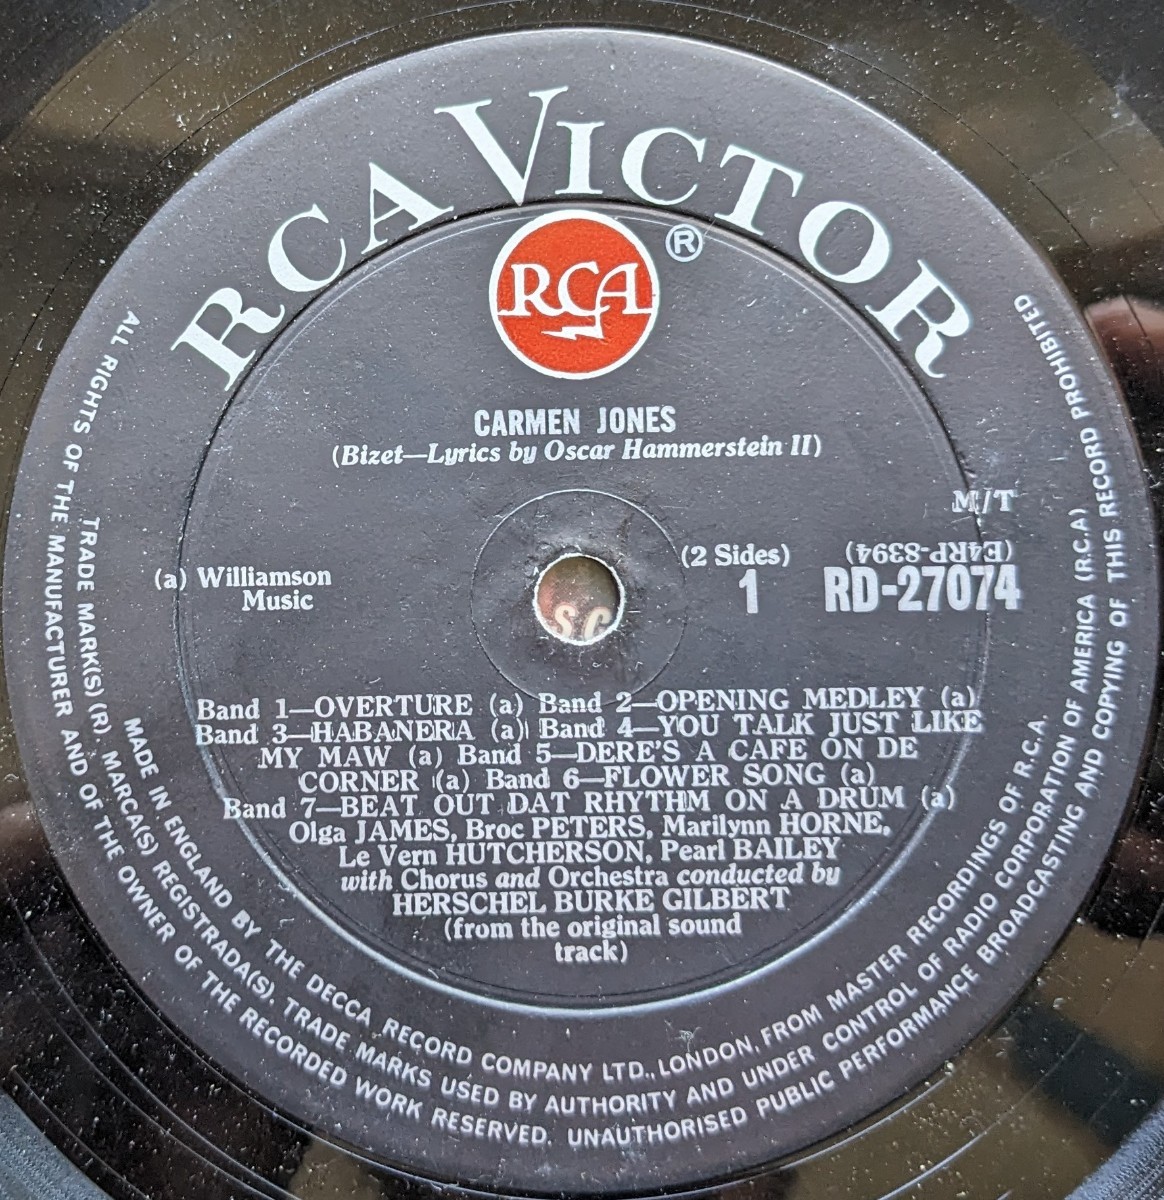 RCA VICTOR
RCA
®
CARMEN JONES
(Bizet—Lyrics by Oscar Hammerstein II)
M/T
(E4RP-8394)
(2 Sides)
1
RD-27074
(a) Williamson
Music
Band 1—OVERTURE (a) Band 2—OPENING MEDLEY (a)
Band 3—HABANERA (a) Band 4—YOU TALK JUST LIKE
MY MAW (a) Band 5—DERE'S A CAFE ON DE
CORNER (a) Band 6—FLOWER SONG (a)
Band 7—BEAT OUT DAT RHYTHM ON A DRUM (a)
Olga JAMES, Broc PETERS, Marilynn HORNE,
Le Vern HUTCHERSON, Pearl BAILEY
with Chorus and Orchestra conducted by
HERSCHEL BURKE GILBERT
(from the original sound
track)
MADE IN ENGLAND BY THE DECCA RECORD COMPANY LTD., LONDON, FROM MASTER RECORDINGS OF R.C.A.
TRADE MARK(S) (R). MARCA(S) REGISTRADA(S). TRADE MARKS USED BY AUTHORITY AND UNDER CONTROL OF RADIO CORPORATION OF AMERICA (R.C.A)
ALL RIGHTS OF THE MANUFACTURER AND OF THE OWNER OF THE RECORDED WORK RESERVED. UNAUTHORISED PUBLIC PERFORMANCE BROADCASTING AND COPYING OF THIS RECORD PROHIBITED